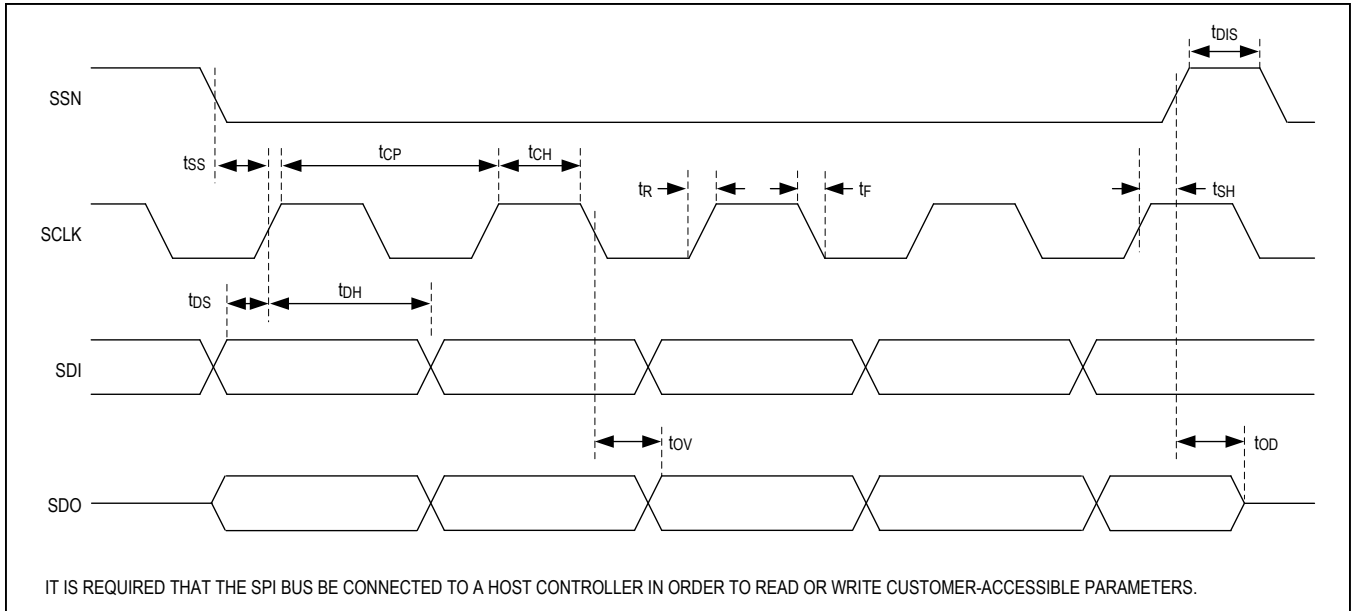 tDIS
SSN
tSS
tCP
tCH
tR
tF
tSH
SCLK
tDS
tDH
SDI
tOV
tOD
SDO
IT IS REQUIRED THAT THE SPI BUS BE CONNECTED TO A HOST CONTROLLER IN ORDER TO READ OR WRITE CUSTOMER-ACCESSIBLE PARAMETERS.